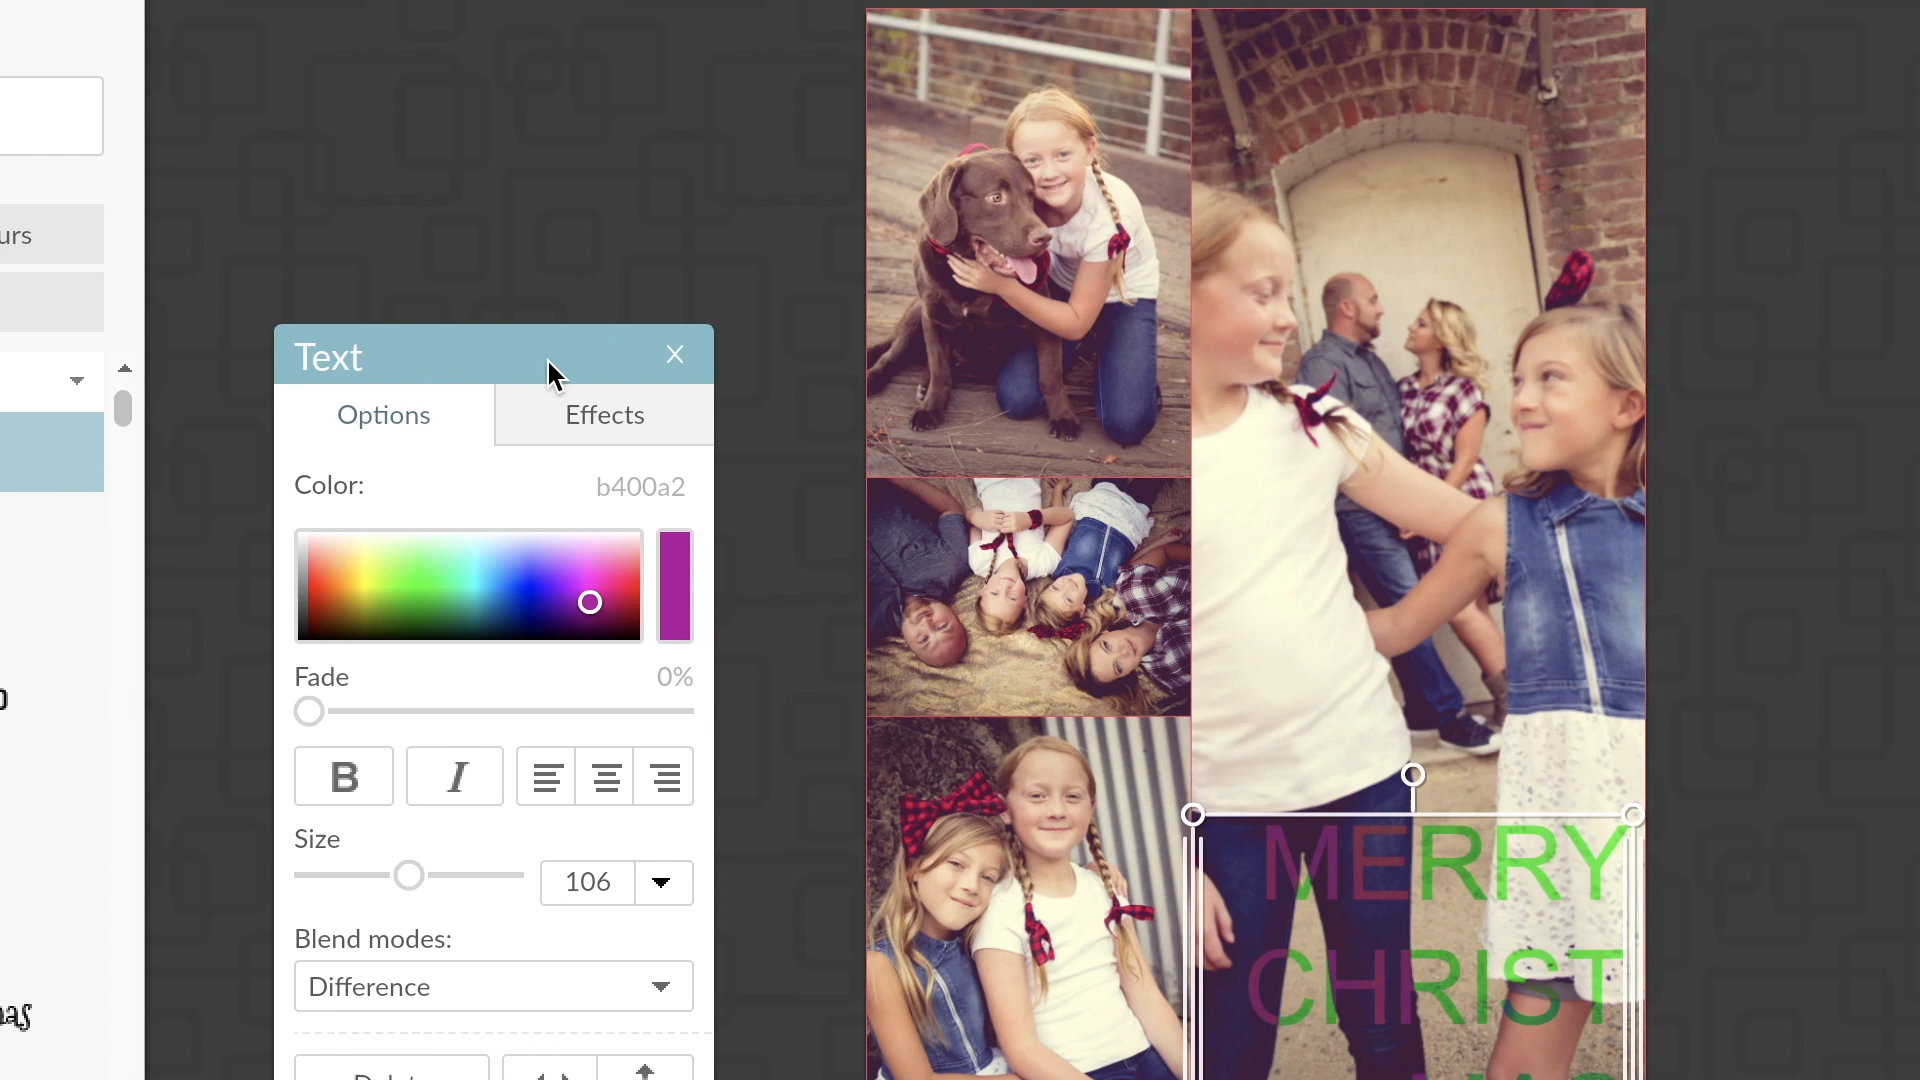 urs
Text
Options
Effects
Color:
b400a2
Fade
0%
B
I
Size
106
Blend modes:
Difference
MERRY
CHRIST